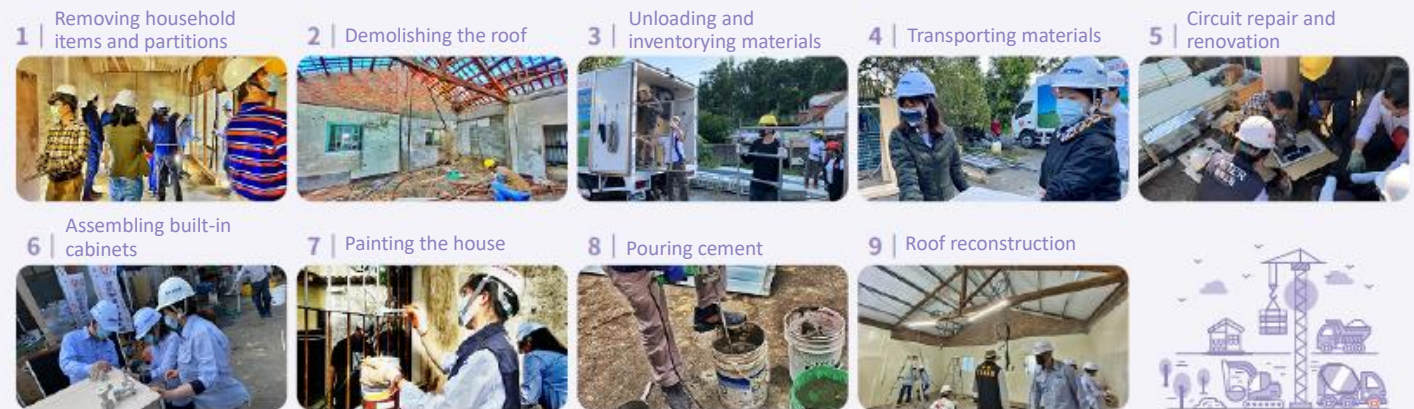 1 | Removing household
items and partitions
2 | Demolishing the roof
3 | Unloading and
inventorying materials
4 | Transporting materials
5 | Circuit repair and
renovation
6 | Assembling built-in
cabinets
7 | Painting the house
8 | Pouring cement
9 | Roof reconstruction